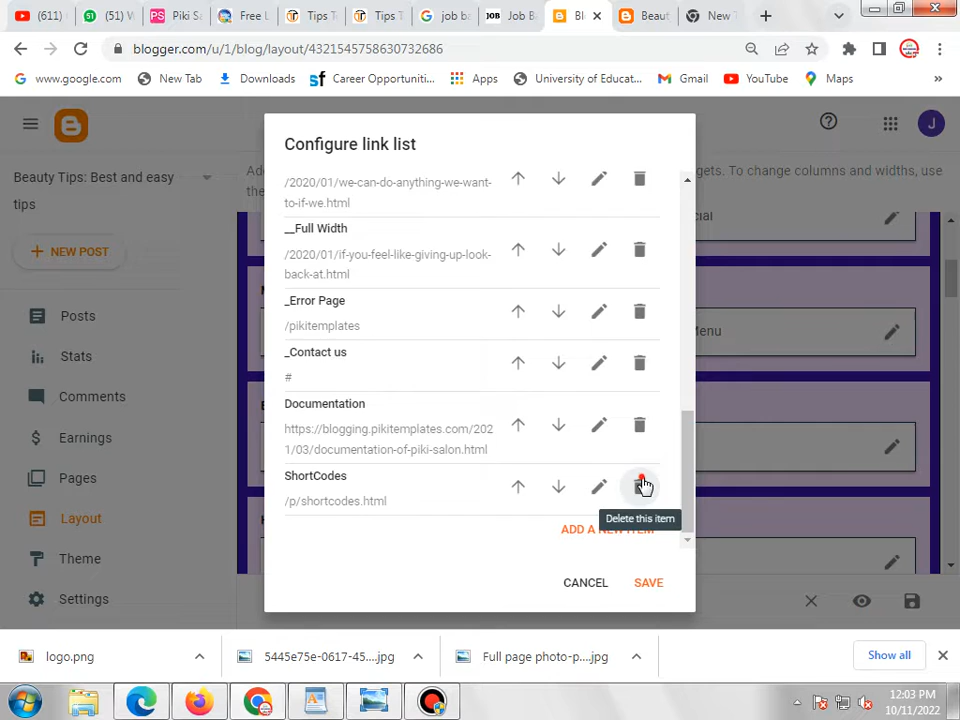 (611)
(51) W
Piki Sa
Free L
Tips T
Tips T
job ba
JOB
Job B
Bl
Beaut
New T
blogger.com/u/1/blog/layout/4321545758630732686
www.google.com
New Tab
Downloads
Career Opportuniti...
Apps
University of Educat...
Gmail
YouTube
Maps
»
J
Beauty Tips: Best and easy
tips
NEW POST
Posts
Stats
Comments
Earnings
Pages
Layout
Theme
Settings
gets. To change columns and widths, use
cial
Menu
Configure link list
/2020/01/we-can-do-anything-we-want-
to-if-we.html
__Full Width
/2020/01/if-you-feel-like-giving-up-look-
back-at.html
_Error Page
/pikitemplates
_Contact us
#
Documentation
https://blogging.pikitemplates.com/202
1/03/documentation-of-piki-salon.html
ShortCodes
/p/shortcodes.html
Delete this item
ADD A NEW ITEM
CANCEL
SAVE
logo.png
5445e75e-0617-45....jpg
Full page photo-p....jpg
Show all
12:03 PM
10/11/2022